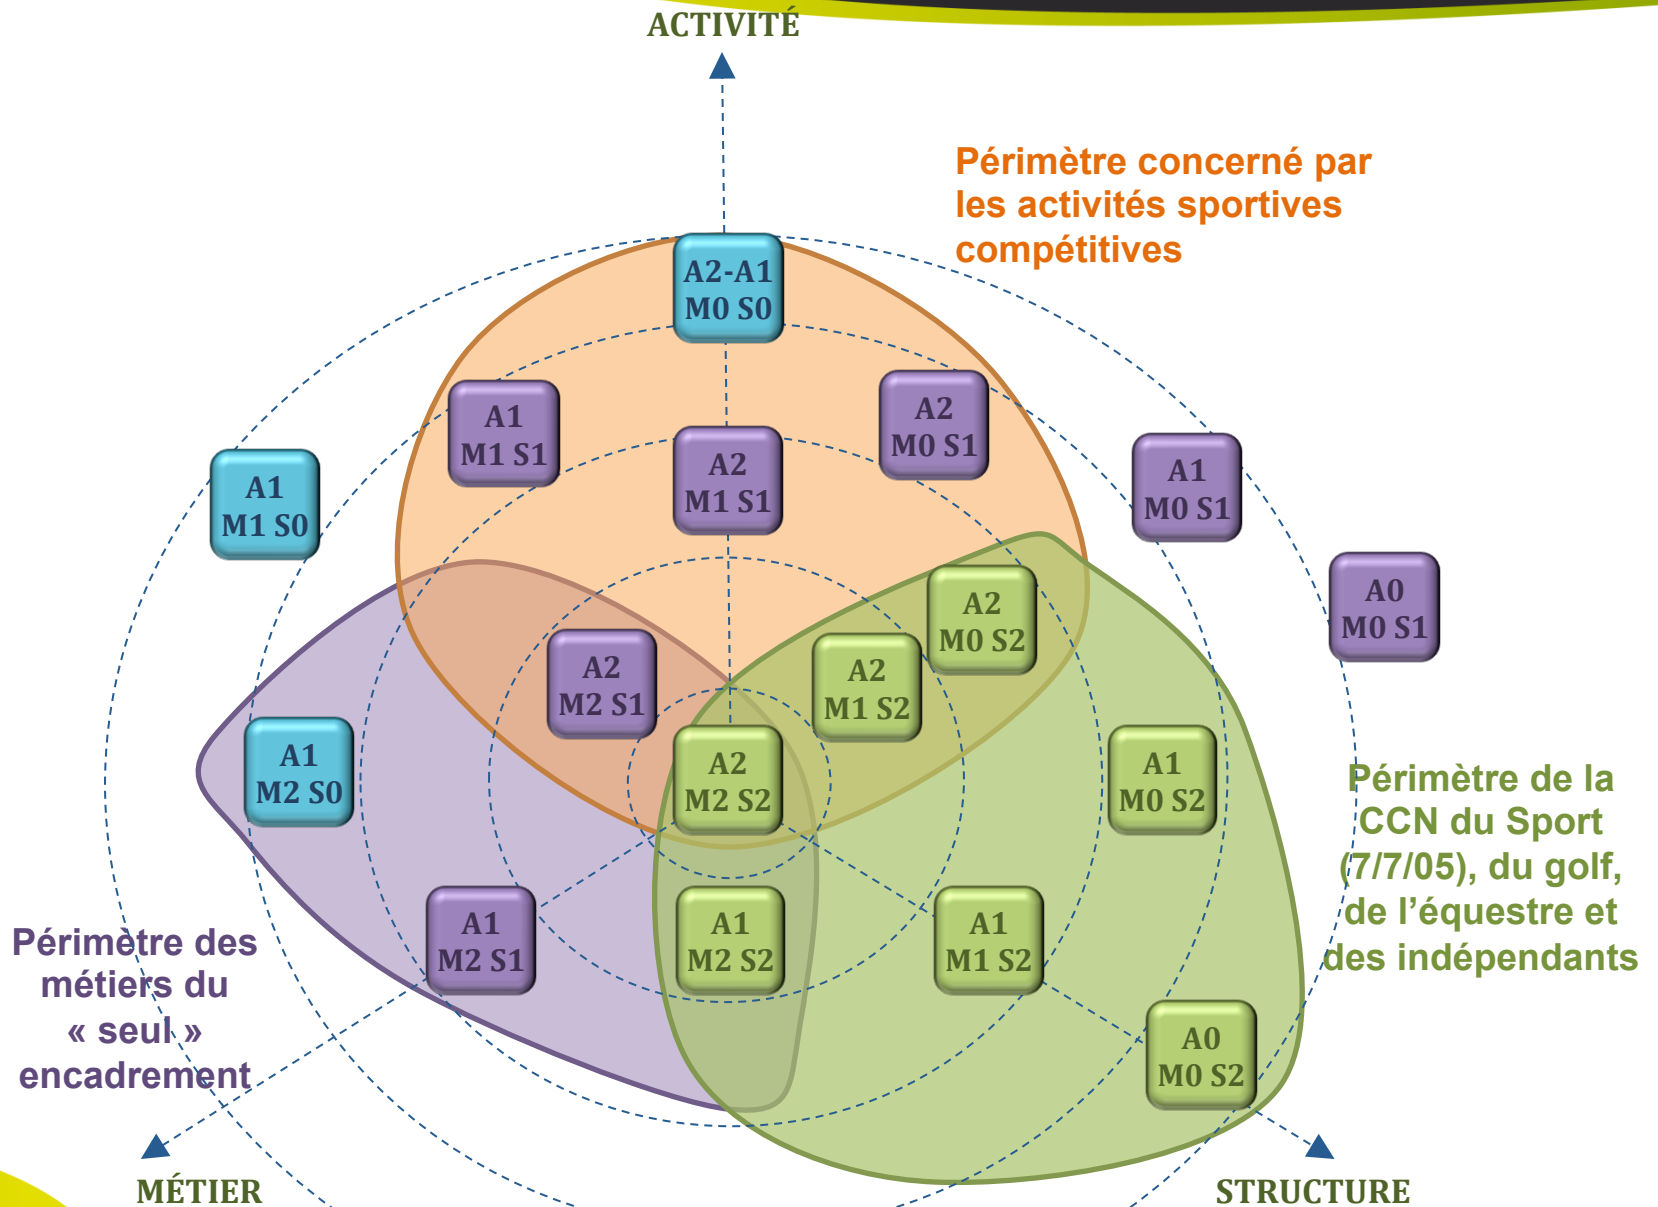 ACTIVITÉ
Périmètre concerné par
les activités sportives
compétitives
A2-A1
M0 S0
A1
M1 S1
A2
M0 S1
A2
M1 S1
A1
M1 S0
A1
M0 S1
A0
M0 S1
A2
M0 S2
A2
M2 S1
A2
M1 S2
A1
M2 S0
A2
M2 S2
A1
M0 S2
Périmètre de la
CCN du Sport
(7/7/05), du golf,
de l’équestre et
des indépendants
Périmètre des
métiers du
« seul »
encadrement
A1
M2 S1
A1
M2 S2
A1
M1 S2
A0
M0 S2
MÉTIER
STRUCTURE